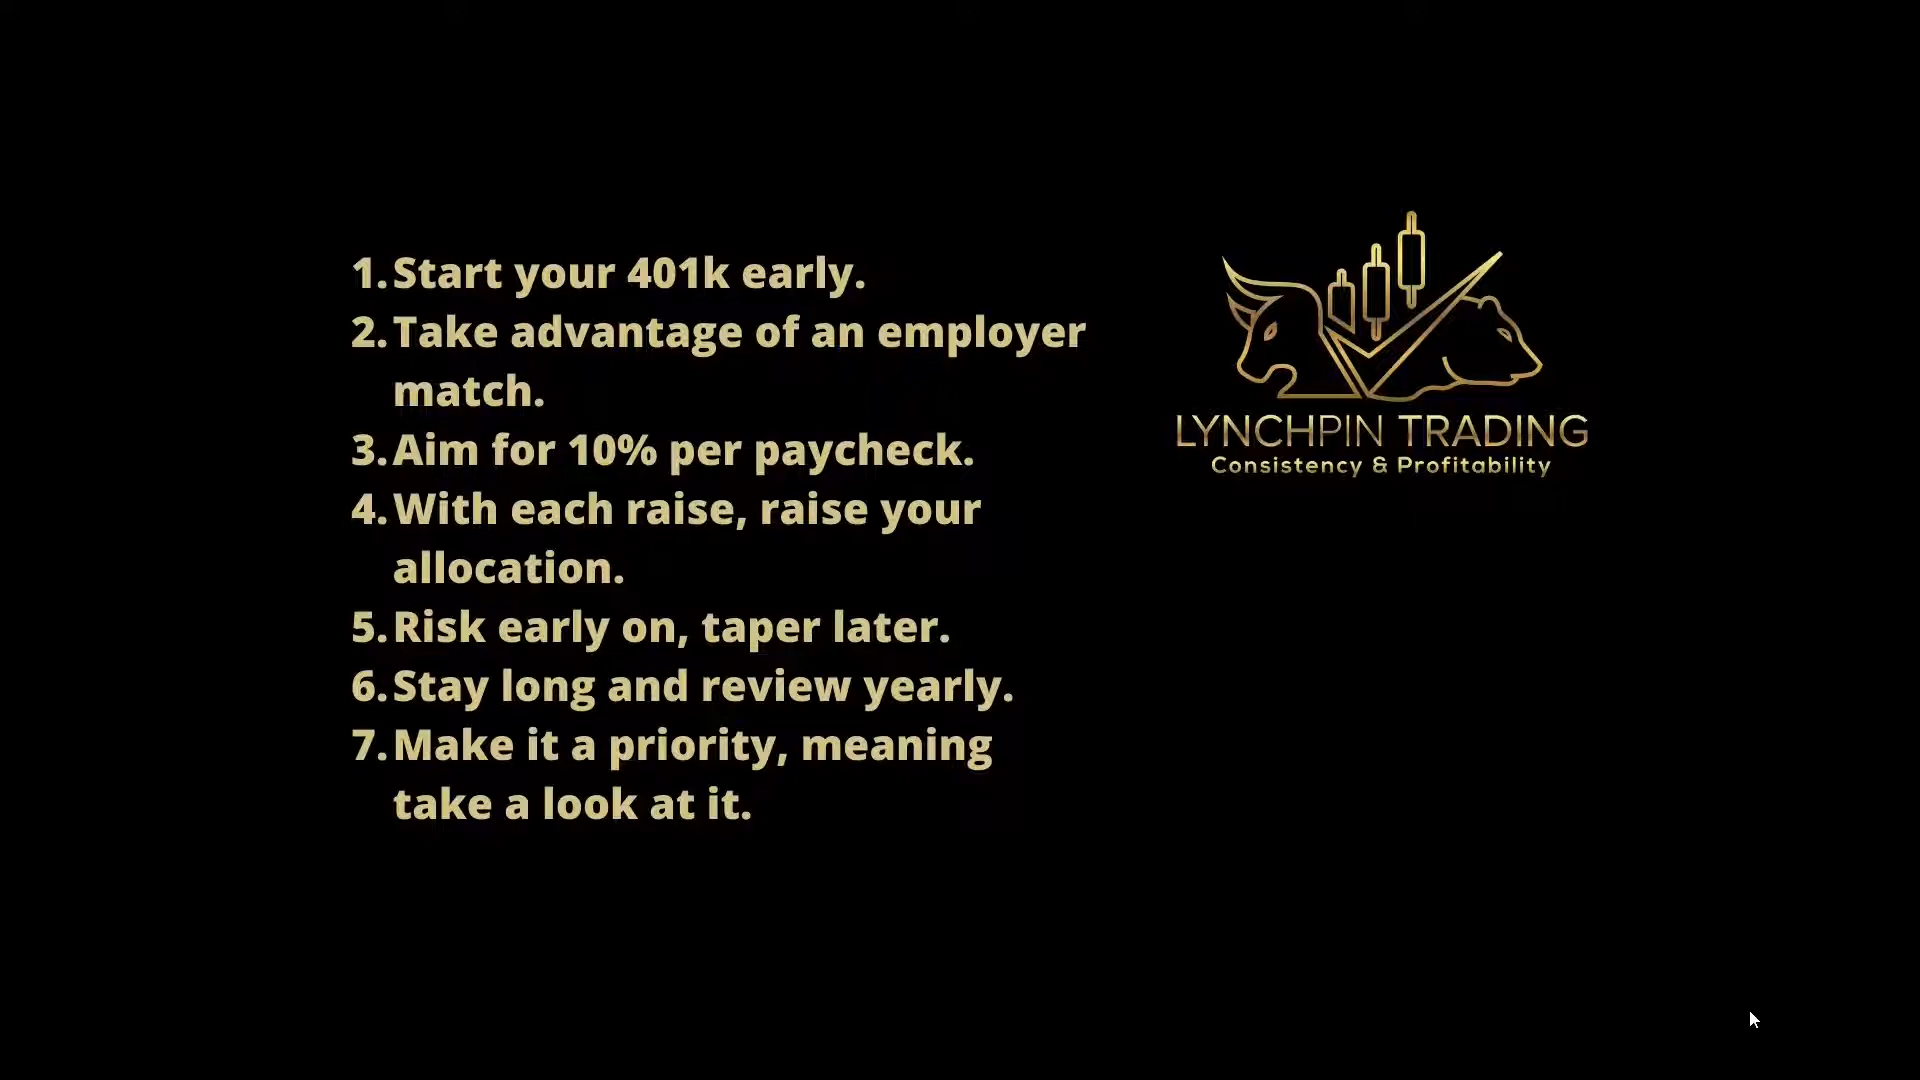 1. Start your 401k early.
2. Take advantage of an employer
match.
3. Aim for 10% per paycheck.
4. With each raise, raise your
allocation.
5. Risk early on, taper later.
6. Stay long and review yearly.
7. Make it a priority, meaning
take a look at it.
LYNCHPIN TRADING
Consistency & Profitability